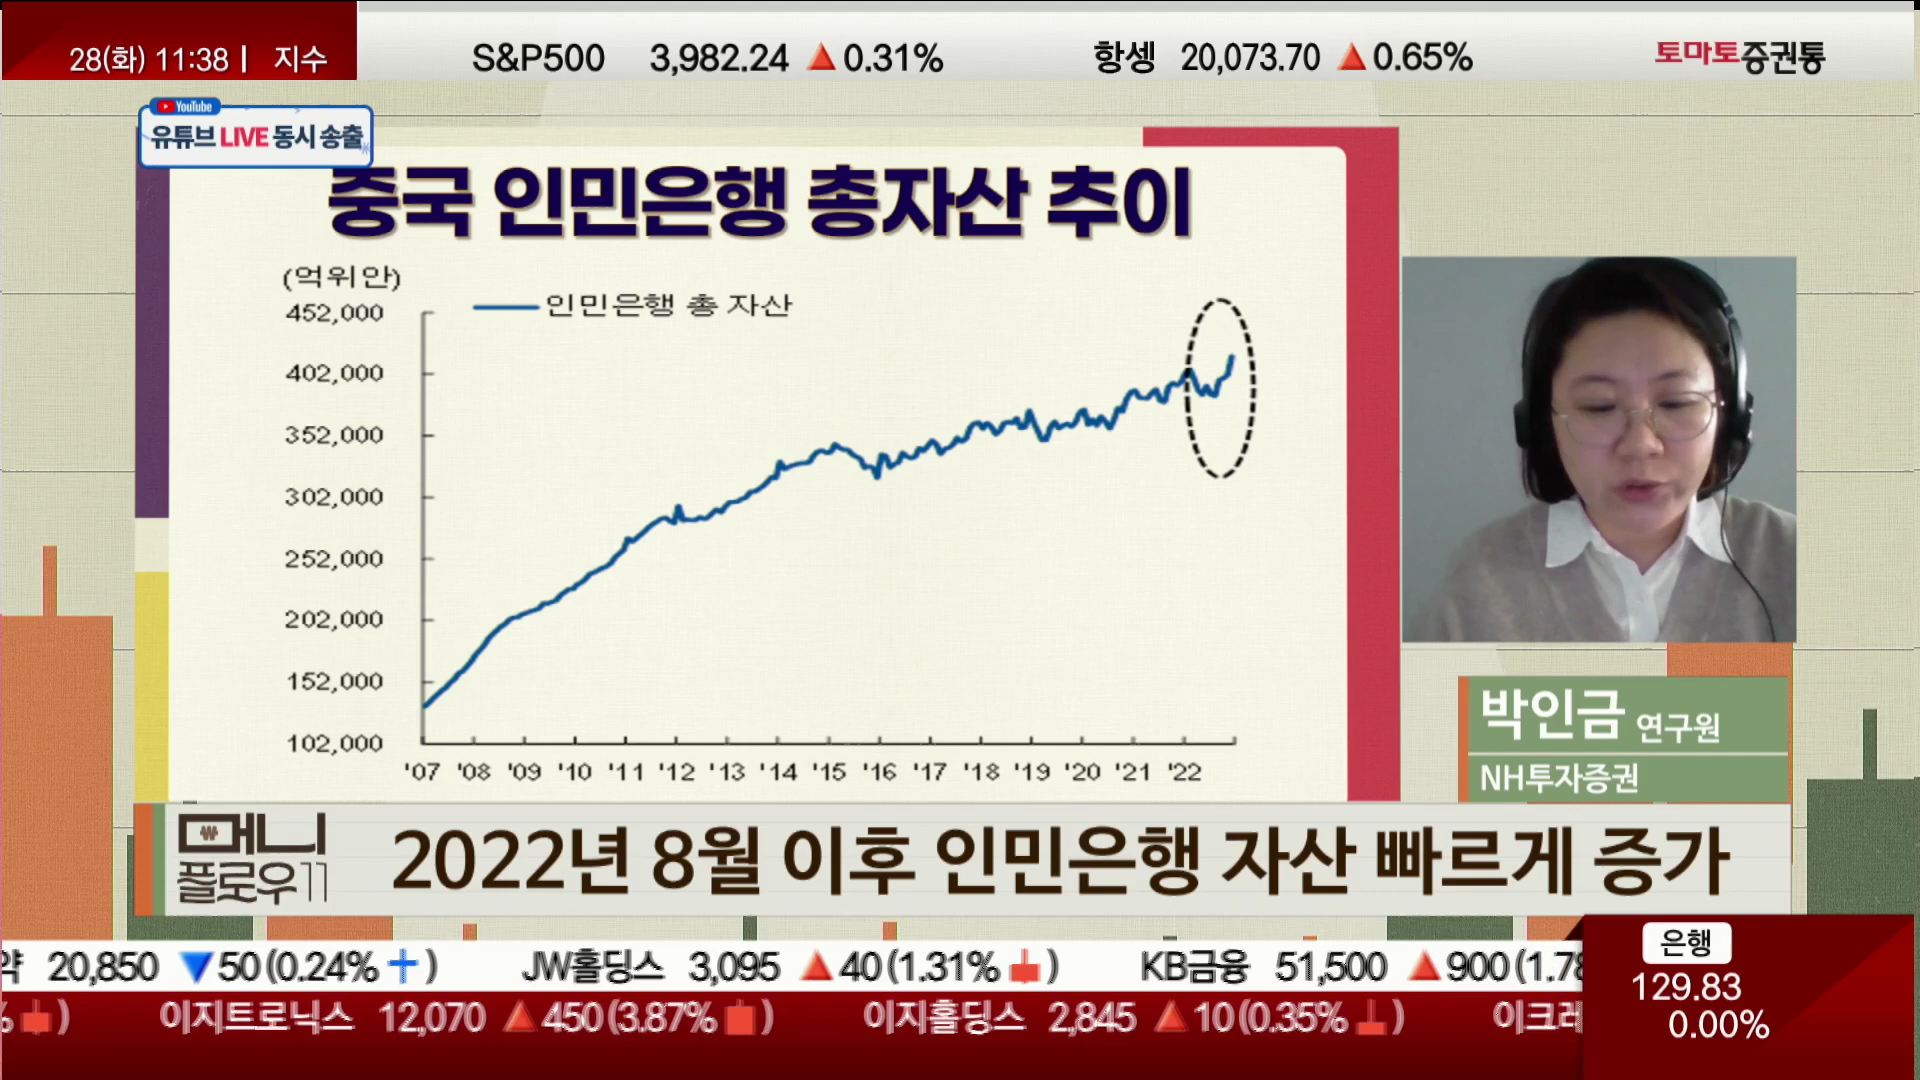 28(화) 11:38 | 지수 S&P500 3,982.24 ▲ 0.31% 항셍 20,073.70 ▲ 0.65% 토마토증권통
YouTube
유튜브 LIVE 동시 송출
중국 인민은행 총자산 추이
(억위안)
인민은행 총 자산
452,000
402,000
352,000
302,000
252,000
202,000
152,000
102,000
'07 '08 '09 '10 '11 '12 '13 '14 '15 '16 '17 '18 '19 '20 '21 '22
박인금 연구원
NH투자증권
머니
플로우
2022년 8월 이후 인민은행 자산 빠르게 증가
약 20,850 ▼50(0.24% ) JW홀딩스 3,095 ▲40(1.31% ) KB금융 51,500 ▲900(1.78
% ) 이지트로닉스 12,070 ▲450(3.87% ) 이지홀딩스 2,845 ▲10(0.35% ) 이크레
은행
129.83
0.00%